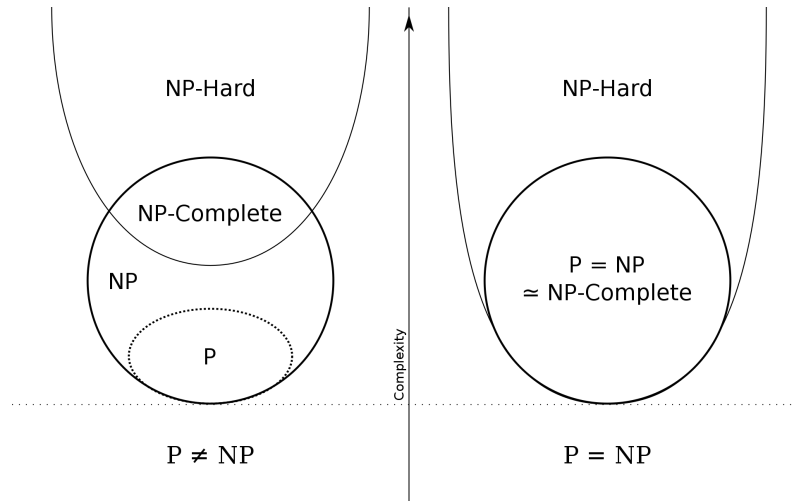 NP-Hard
NP-Complete
NP
P
P ≠ NP
Complexity
NP-Hard
P = NP
≃ NP-Complete
P = NP